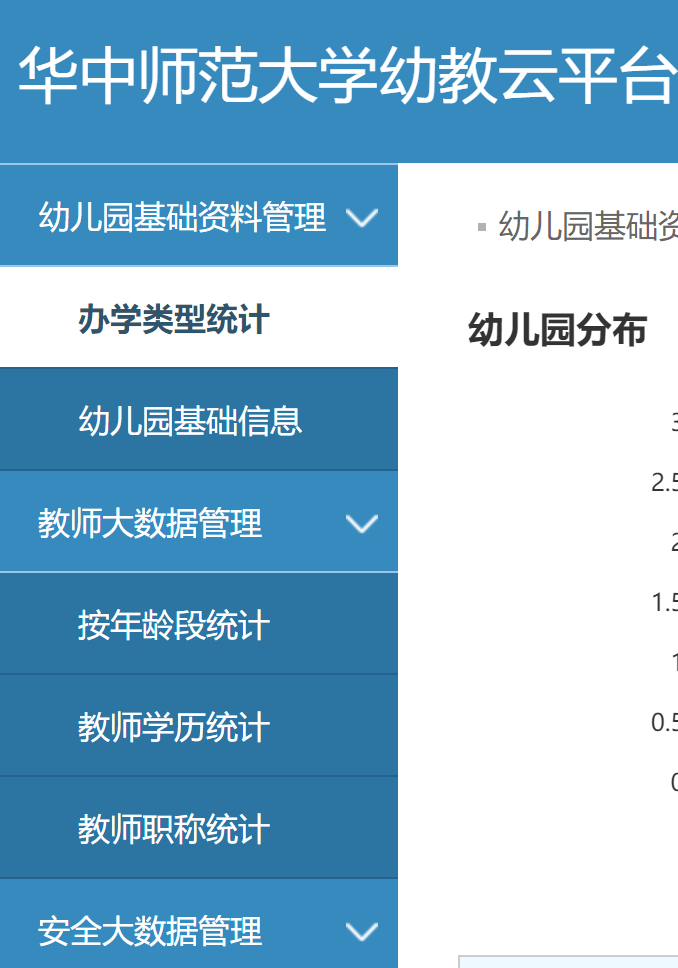 华中师范大学幼教云平台
幼儿园基础资料管理
办学类型统计
幼儿园基础信息
教师大数据管理
按年龄段统计
教师学历统计
教师职称统计
安全大数据管理
幼儿园基础资
幼儿园分布
3
2.5
2
1.5
1
0.5
0